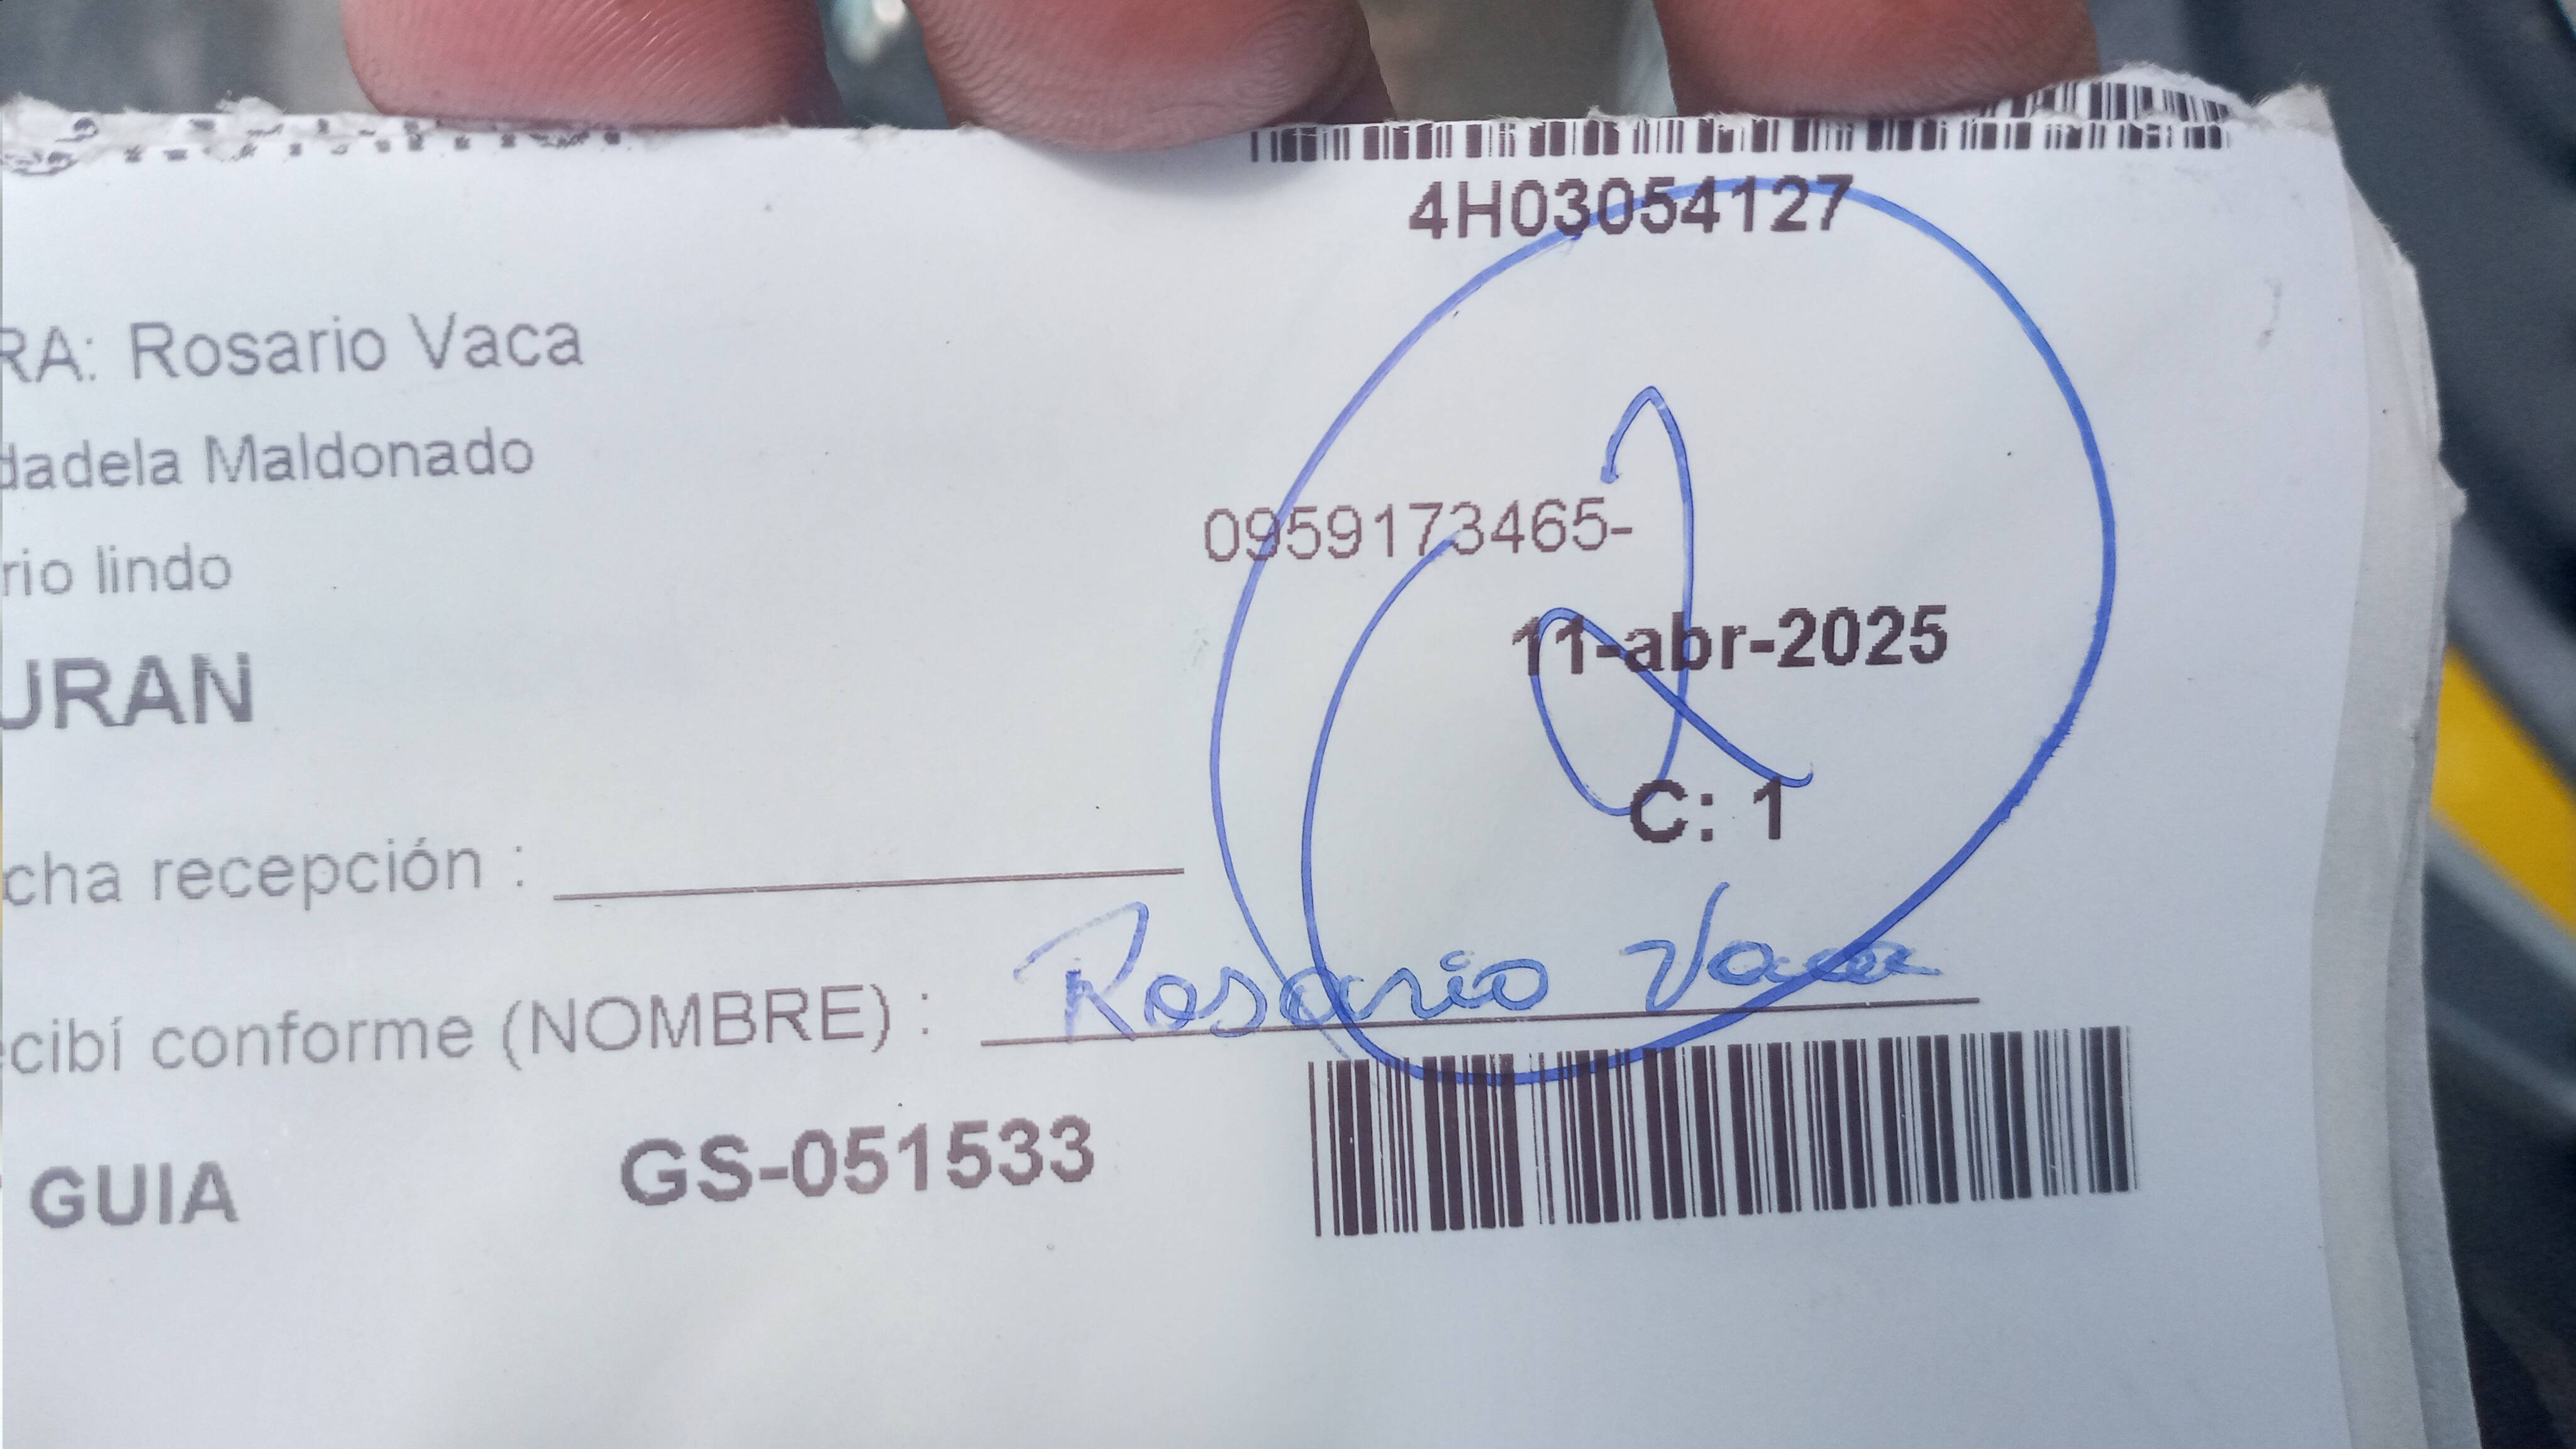 4H03054127
RA: Rosario Vaca
dadela Maldonado
0959173465-
rio lindo
11-abr-2025
URAN
C: 1
cha recepción :
ecibí conforme (NOMBRE) : Rosario Vaca
GUIA GS-051533